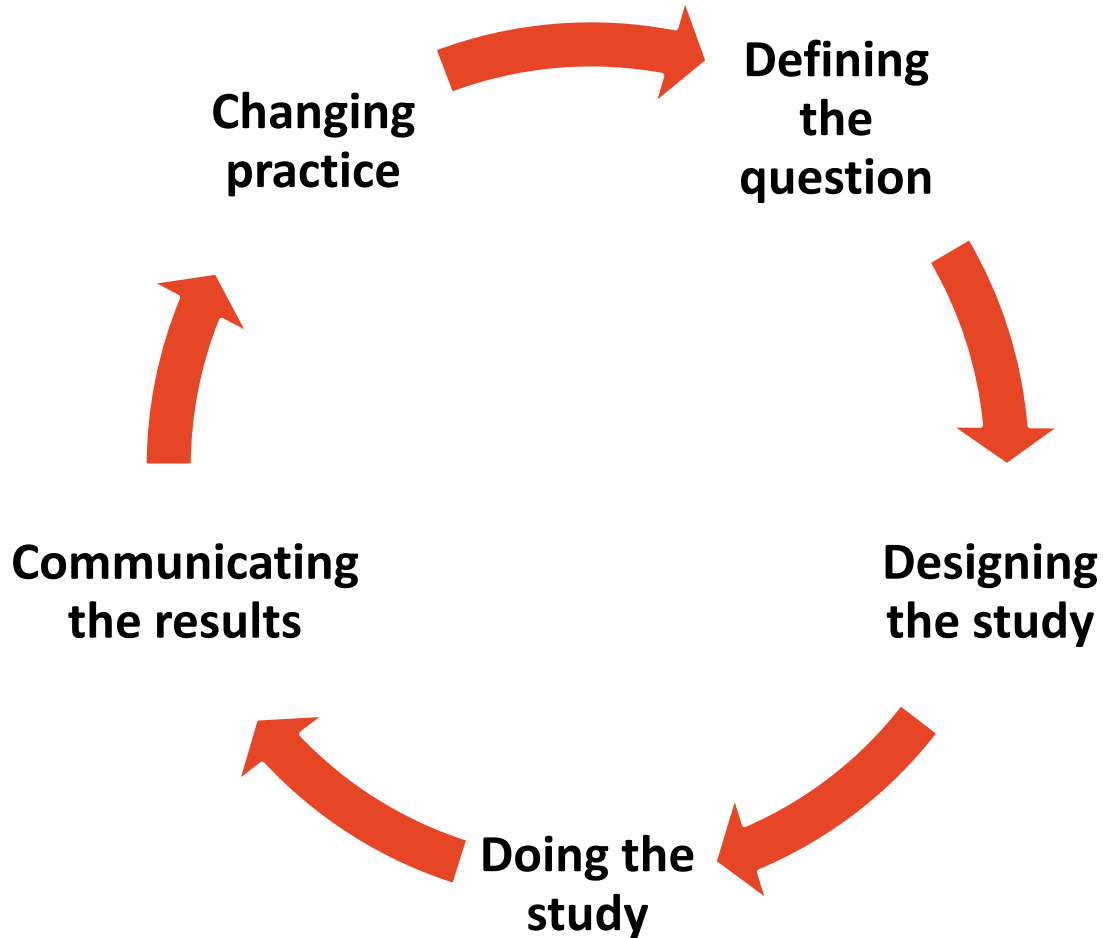 Defining
the
question
Designing
the study
Doing the
study
Communicating
the results
Changing
practice